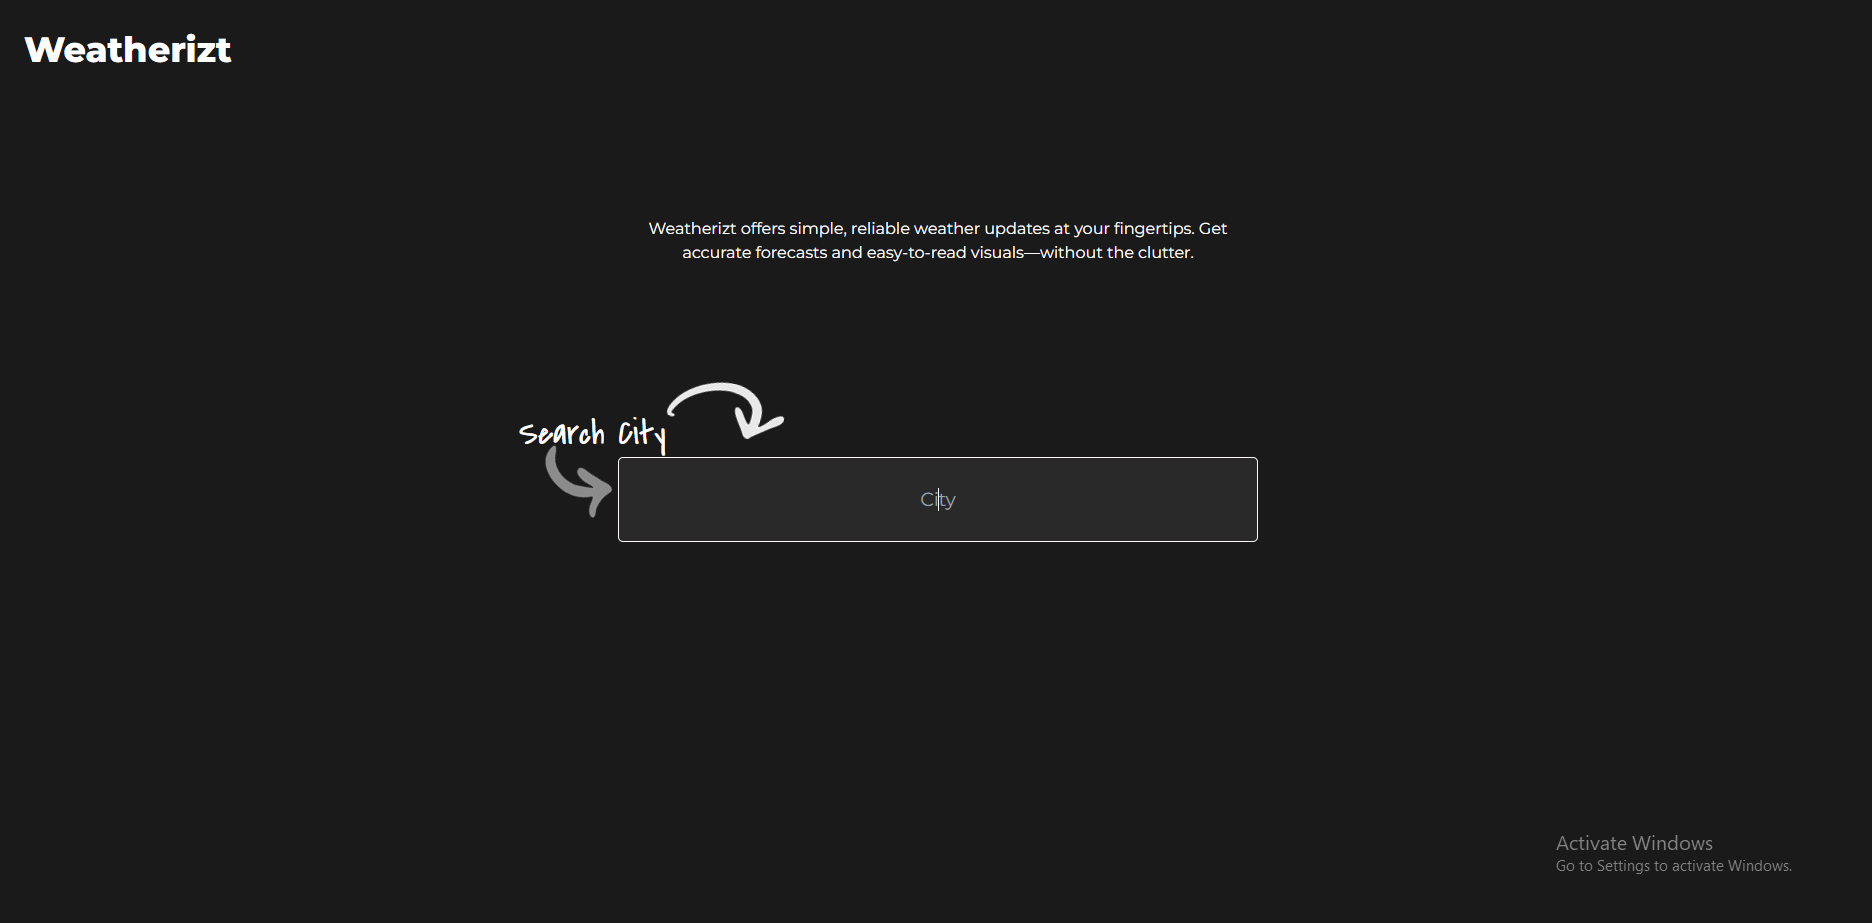 Weatherizt
Weatherizt offers simple, reliable weather updates at your fingertips. Get
accurate forecasts and easy-to-read visuals—without the clutter.
Search City
City
Activate Windows
Go to Settings to activate Windows.